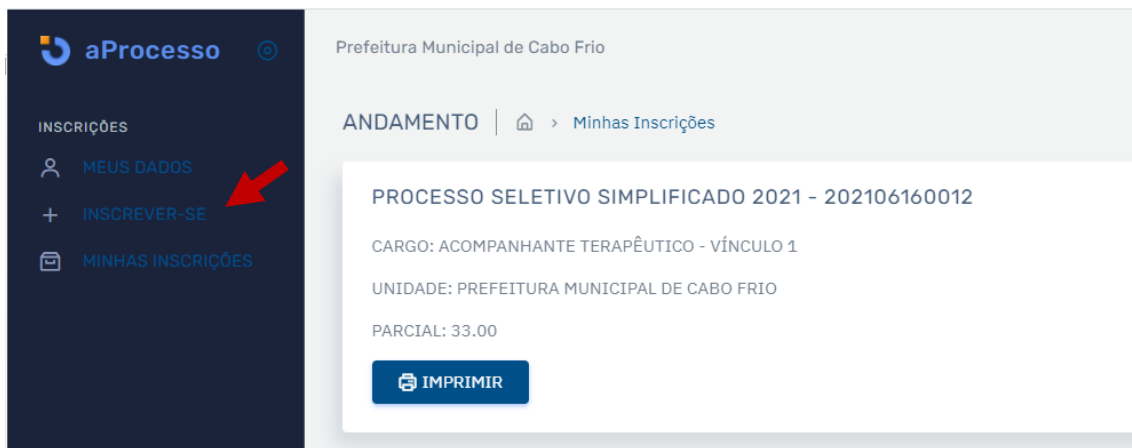 aProcesso
INSCRIÇÕES
MEUS DADOS
INSCREVER-SE
MINHAS INSCRIÇÕES
Prefeitura Municipal de Cabo Frio
ANDAMENTO Minhas Inscrições
PROCESSO SELETIVO SIMPLIFICADO 2021 - 202106160012
CARGO: ACOMPANHANTE TERAPÊUTICO - VÍNCULO 1
UNIDADE: PREFEITURA MUNICIPAL DE CABO FRIO
PARCIAL: 33.00
IMPRIMIR